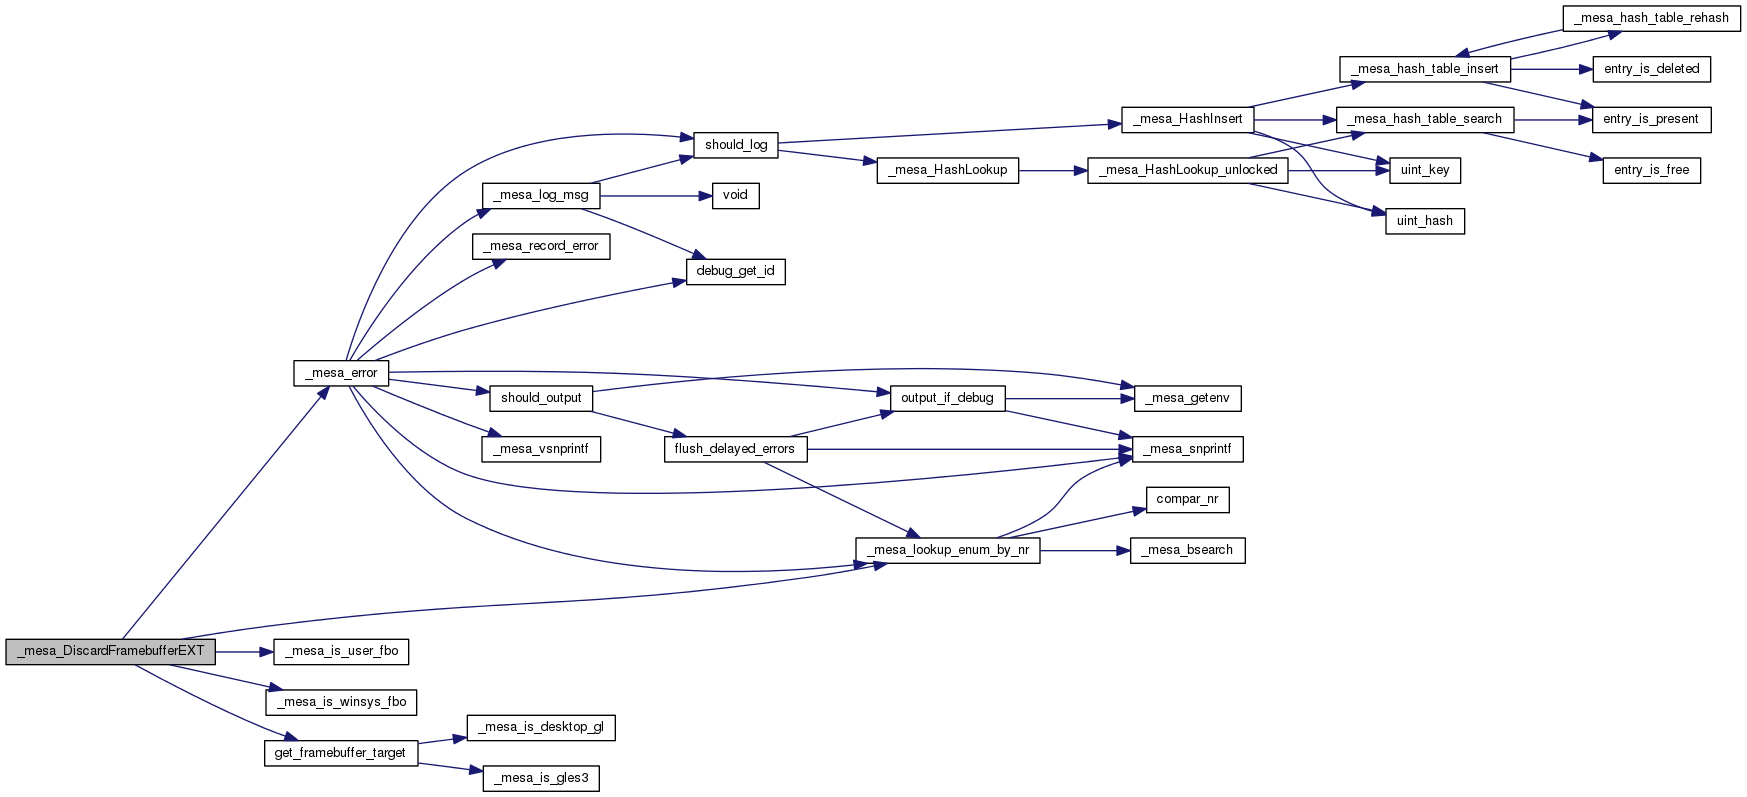 _mesa_hash_table_rehash
_mesa_hash_table_insert
entry_is_deleted
_mesa_HashInsert
_mesa_hash_table_search
entry_is_present
should_log
_mesa_HashLookup
_mesa_HashLookup_unlocked
uint_key
entry_is_free
_mesa_log_msg
void
uint_hash
_mesa_record_error
debug_get_id
_mesa_error
should_output
output_if_debug
_mesa_getenv
_mesa_vsnprintf
flush_delayed_errors
_mesa_snprintf
compar_nr
_mesa_lookup_enum_by_nr
_mesa_bsearch
_mesa_DiscardFramebufferEXT
_mesa_is_user_fbo
_mesa_is_winsys_fbo
_mesa_is_desktop_gl
get_framebuffer_target
_mesa_is_gles3